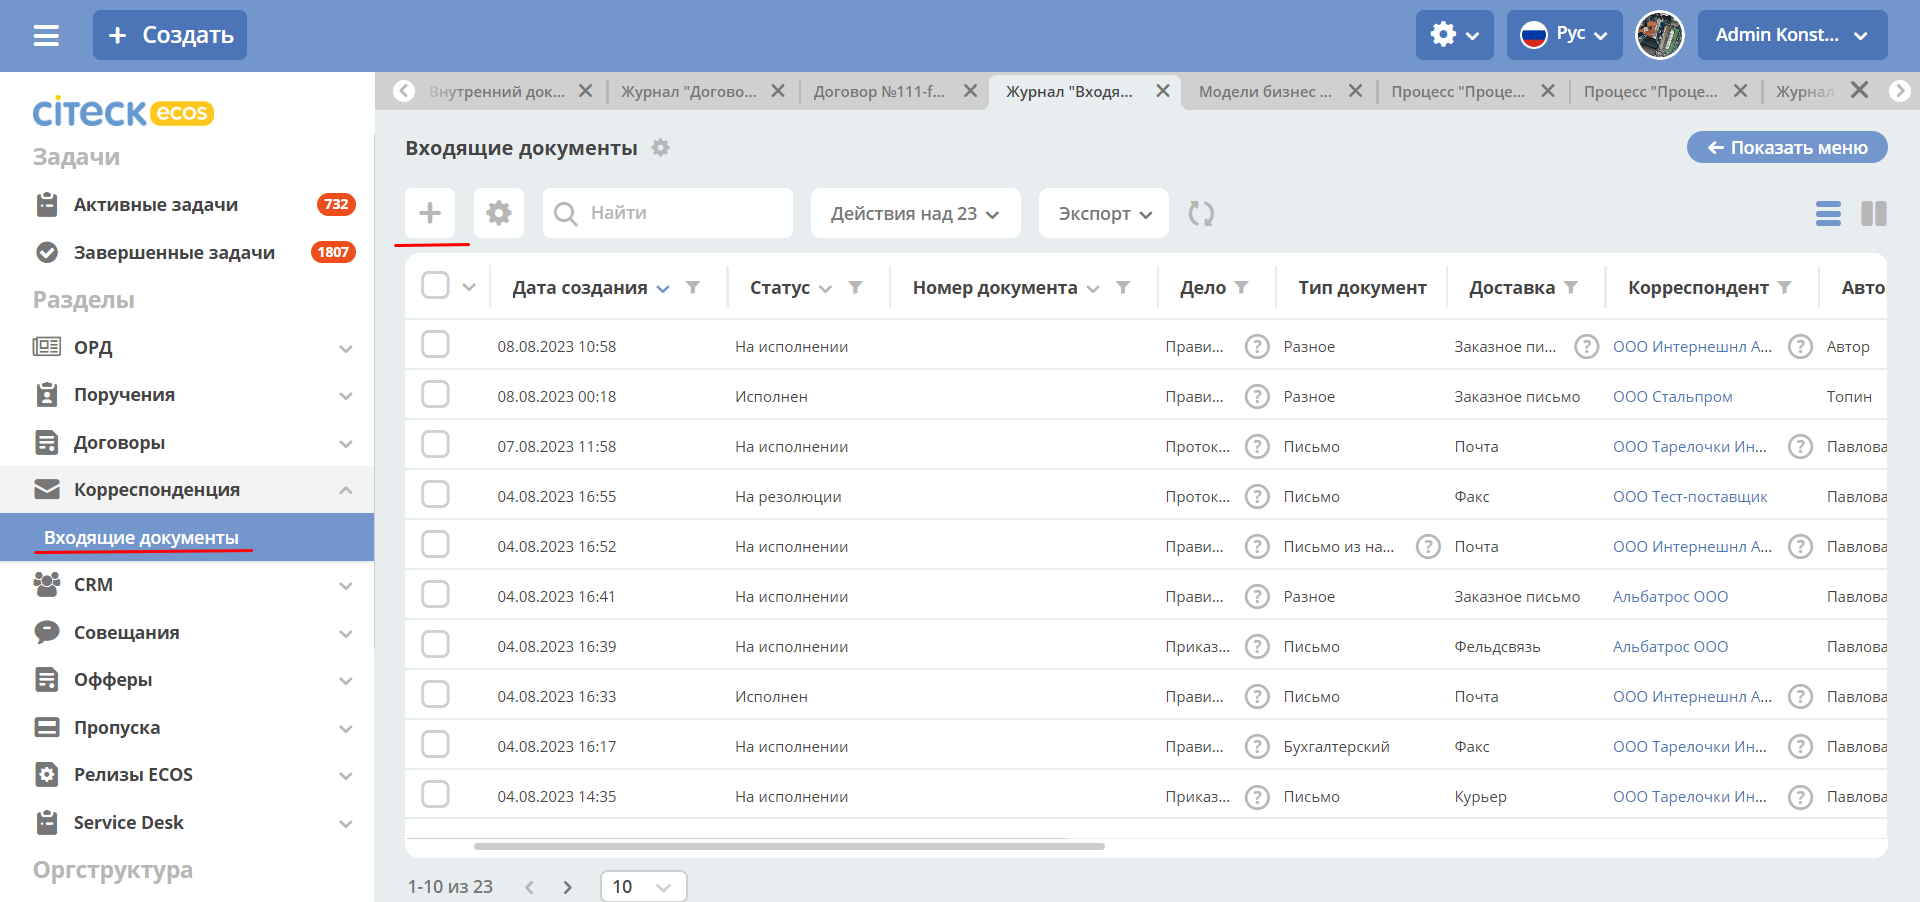 Создать
Рус
Admin Konst...
citeck ecos
Внутренний док...
Журнал "Догово...
Договор №111-f...
Журнал "Входя...
Модели бизнес ...
Процесс "Проце...
Процесс "Проце...
Журнал
Задачи
Активные задачи 732
Завершенные задачи 1807
Разделы
ОРД
Поручения
Договоры
Корреспонденция
Входящие документы
CRM
Совещания
Офферы
Пропуска
Релизы ECOS
Service Desk
Оргструктура
Входящие документы
Показать меню
Найти
Действия над 23
Экспорт
Дата создания Статус Номер документа Дело Тип документ Доставка Корреспондент Авто
08.08.2023 10:58 На исполнении Прави... ? Разное Заказное пи... ? ООО Интернешнл А... ? Автор
08.08.2023 00:18 Исполнен Прави... ? Разное Заказное письмо ООО Стальпром Топин
07.08.2023 11:58 На исполнении Проток... ? Письмо Почта ООО Тарелочки Ин... ? Павлова
04.08.2023 16:55 На резолюции Проток... ? Письмо Факс ООО Тест-поставщик Павлова
04.08.2023 16:52 На исполнении Прави... ? Письмо из на... ? Почта ООО Интернешнл А... ? Павлова
04.08.2023 16:41 На исполнении Прави... ? Разное Заказное письмо Альбатрос ООО Павлова
04.08.2023 16:39 На исполнении Приказ... ? Письмо Фельдсвязь Альбатрос ООО Павлова
04.08.2023 16:33 Исполнен Прави... ? Письмо Почта ООО Интернешнл А... ? Павлова
04.08.2023 16:17 На исполнении Прави... ? Бухгалтерский Факс ООО Тарелочки Ин... ? Павлова
04.08.2023 14:35 На исполнении Приказ... ? Письмо Курьер ООО Тарелочки Ин... ? Павлова
1-10 из 23
10